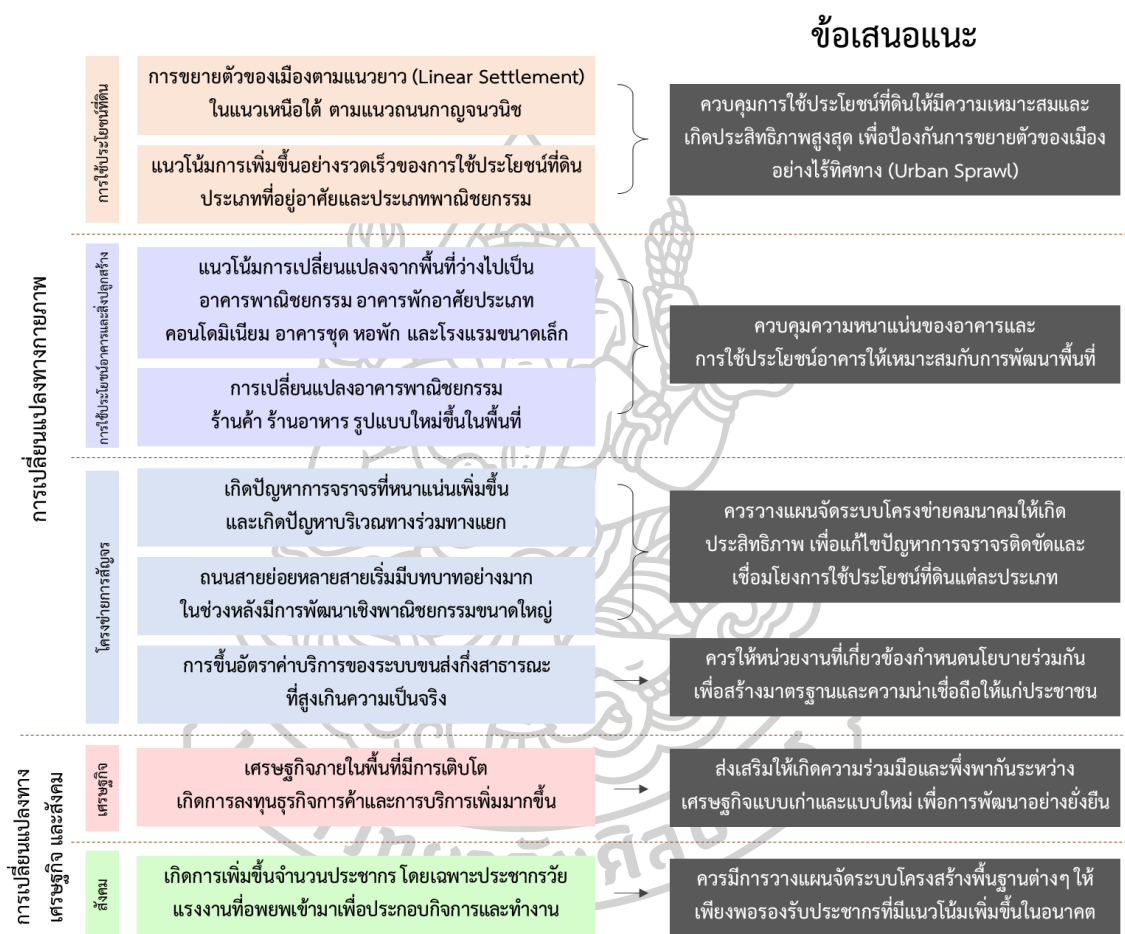 ข้อเสนอแนะ
การเปลี่ยนแปลงทางกายภาพ
การใช้ประโยชน์ที่ดิน
การขยายตัวของเมืองตามแนวยาว (Linear Settlement)
ในแนวเหนือใต้ ตามแนวถนนกาญจนวนิช
แนวโน้มการเพิ่มขึ้นอย่างรวดเร็วของการใช้ประโยชน์ที่ดิน
ประเภทที่อยู่อาศัยและประเภทพาณิชยกรรม
ควบคุมการใช้ประโยชน์ที่ดินให้มีความเหมาะสมและ
เกิดประสิทธิภาพสูงสุด เพื่อป้องกันการขยายตัวของเมือง
อย่างไร้ทิศทาง (Urban Sprawl)
การใช้ประโยชน์อาคารและสิ่งปลูกสร้าง
แนวโน้มการเปลี่ยนแปลงจากพื้นที่ว่างไปเป็น
อาคารพาณิชยกรรม อาคารพักอาศัยประเภท
คอนโดมิเนียม อาคารชุด หอพัก และโรงแรมขนาดเล็ก
การเปลี่ยนแปลงอาคารพาณิชยกรรม
ร้านค้า ร้านอาหาร รูปแบบใหม่ขึ้นในพื้นที่
ควบคุมความหนาแน่นของอาคารและ
การใช้ประโยชน์อาคารให้เหมาะสมกับการพัฒนาพื้นที่
โครงข่ายการสัญจร
เกิดปัญหาการจราจรที่หนาแน่นเพิ่มขึ้น
และเกิดปัญหาบริเวณทางร่วมทางแยก
ถนนสายย่อยหลายสายเริ่มมีบทบาทอย่างมาก
ในช่วงหลังมีการพัฒนาเชิงพาณิชยกรรมขนาดใหญ่
ควรวางแผนจัดระบบโครงข่ายคมนาคมให้เกิด
ประสิทธิภาพ เพื่อแก้ไขปัญหาการจราจรติดขัดและ
เชื่อมโยงการใช้ประโยชน์ที่ดินแต่ละประเภท
การขึ้นอัตราค่าบริการของระบบขนส่งกึ่งสาธารณะ
ที่สูงเกินความเป็นจริง
ควรให้หน่วยงานที่เกี่ยวข้องกำหนดนโยบายร่วมกัน
เพื่อสร้างมาตรฐานและความน่าเชื่อถือให้แก่ประชาชน
การเปลี่ยนแปลงทาง
เศรษฐกิจ และสังคม
เศรษฐกิจ
เศรษฐกิจภายในพื้นที่มีการเติบโต
เกิดการลงทุนธุรกิจการค้าและการบริการเพิ่มมากขึ้น
ส่งเสริมให้เกิดความร่วมมือและพึ่งพากันระหว่าง
เศรษฐกิจแบบเก่าและแบบใหม่ เพื่อการพัฒนาอย่างยั่งยืน
สังคม
เกิดการเพิ่มขึ้นจำนวนประชากร โดยเฉพาะประชากรวัย
แรงงานที่อพยพเข้ามาเพื่อประกอบกิจการและทำงาน
ควรมีการวางแผนจัดระบบโครงสร้างพื้นฐานต่างๆ ให้
เพียงพอรองรับประชากรที่มีแนวโน้มเพิ่มขึ้นในอนาคต